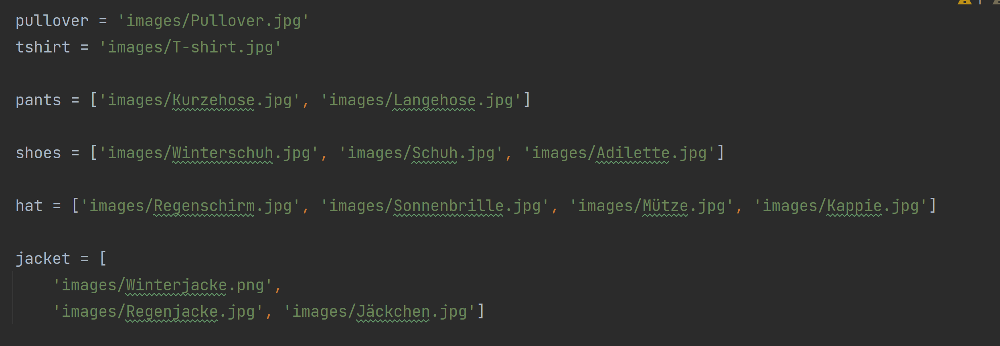 pullover = 'images/Pullover.jpg'
tshirt = 'images/T-shirt.jpg'
pants = ['images/Kurzehose.jpg', 'images/Langehose.jpg']
shoes = ['images/Winterschuh.jpg', 'images/Schuh.jpg', 'images/Adilette.jpg']
hat = ['images/Regenschirm.jpg', 'images/Sonnenbrille.jpg', 'images/Mütze.jpg', 'images/Kappie.jpg']
jacket = [
'images/Winterjacke.png',
'images/Regenjacke.jpg', 'images/Jäckchen.jpg']